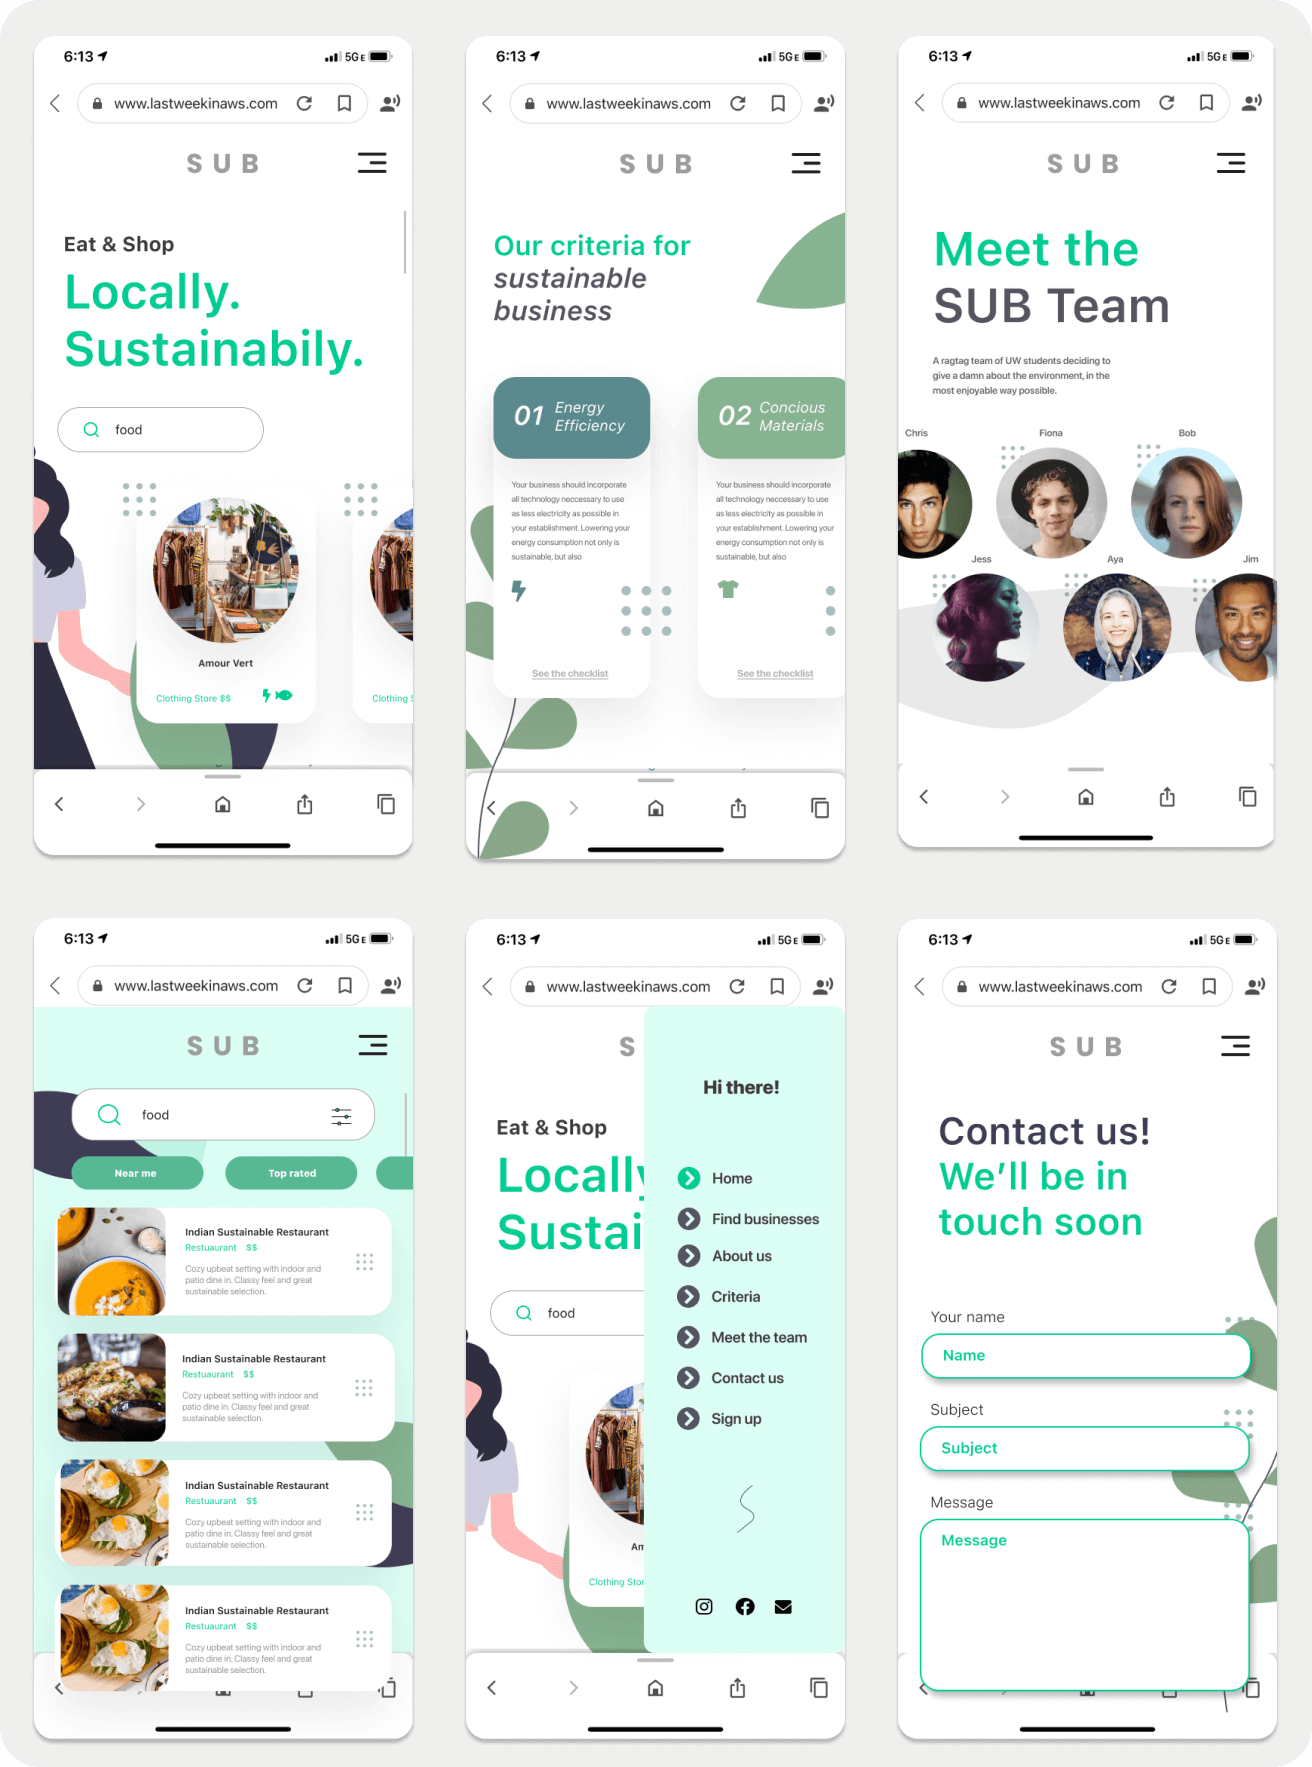 6:13
5GE
www.lastweekinaws.com
SUB
Eat & Shop
Locally.
Sustainabily.
food
Amour Vert
Clothing Store $$
Clothing $
6:13
5GE
www.lastweekinaws.com
SUB
Our criteria for
sustainable
business
01 Energy
Efficiency
Your business should incorporate
all technology neccessary to use
as less electricity as possible in
your establishment. Lowering your
energy consumption not only is
sustainable, but also
See the checklist
02 Concious
Materials
Your business should incorporate
all technology neccessary to use
as less electricity as possible in
your establishment. Lowering your
energy consumption not only is
sustainable, but also
See the checklist
6:13
5GE
www.lastweekinaws.com
SUB
Meet the
SUB Team
A ragtag team of UW students deciding to
give a damn about the environment, in the
most enjoyable way possible.
Chris
Fiona
Bob
Jess
Aya
Jim
6:13
5GE
www.lastweekinaws.com
SUB
food
Near me
Top rated
Indian Sustainable Restaurant
Restuaurant $$
Cozy upbeat setting with indoor and
patio dine in. Classy feel and great
sustainable selection.
Indian Sustainable Restaurant
Restuaurant $$
Cozy upbeat setting with indoor and
patio dine in. Classy feel and great
sustainable selection.
Indian Sustainable Restaurant
Restuaurant $$
Cozy upbeat setting with indoor and
patio dine in. Classy feel and great
sustainable selection.
Indian Sustainable Restaurant
Restuaurant $$
Cozy upbeat setting with indoor and
patio dine in. Classy feel and great
sustainable selection.
6:13
5GE
www.lastweekinaws.com
S
Eat & Shop
Locally
Sustai
food
Am
Clothing Stor
Hi there!
Home
Find businesses
About us
Criteria
Meet the team
Contact us
Sign up
6:13
5GE
www.lastweekinaws.com
SUB
Contact us!
We'll be in
touch soon
Your name
Name
Subject
Subject
Message
Message